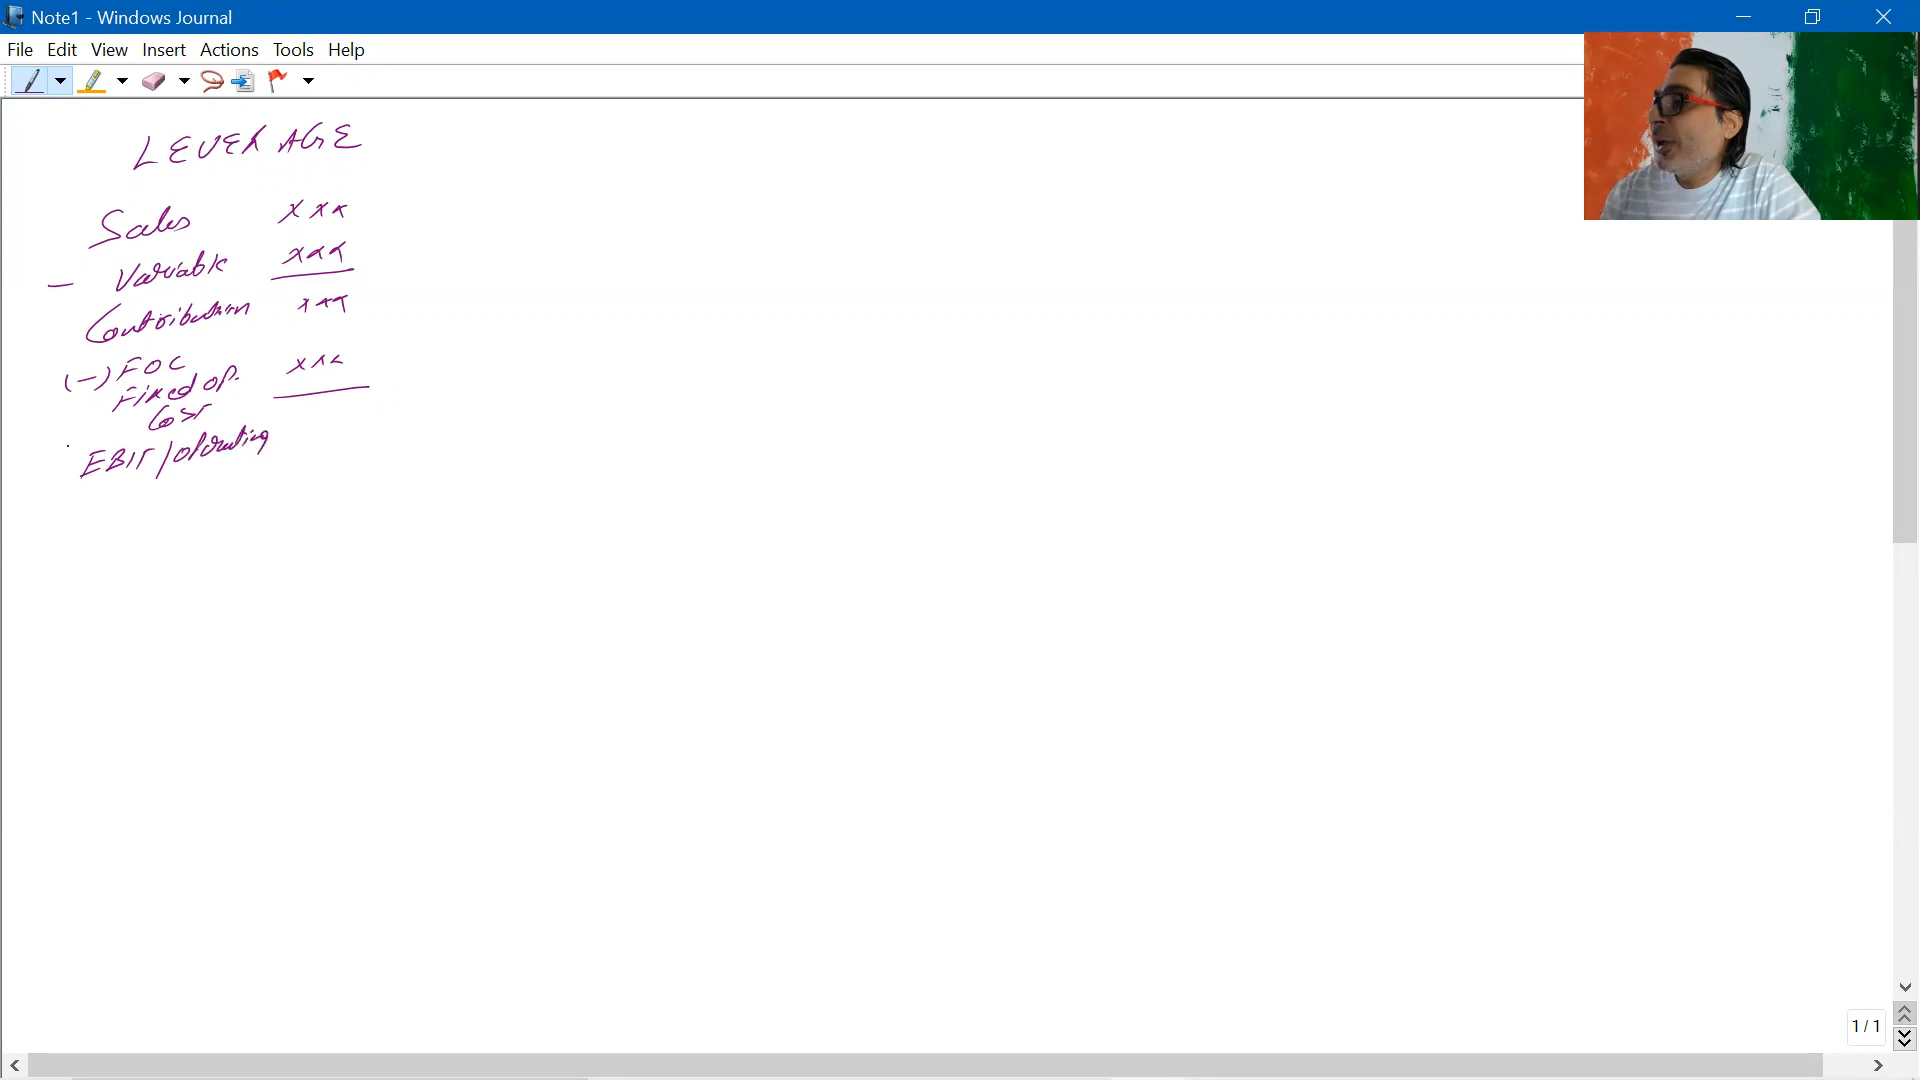 Note1 - Windows Journal
File Edit View Insert Actions Tools Help
LEVERAGE
Sales xxx
- Variable xxx
Contribution xxx
(-) FOC xxx
Fixed op.
Cost
EBIT / operating
1 / 1